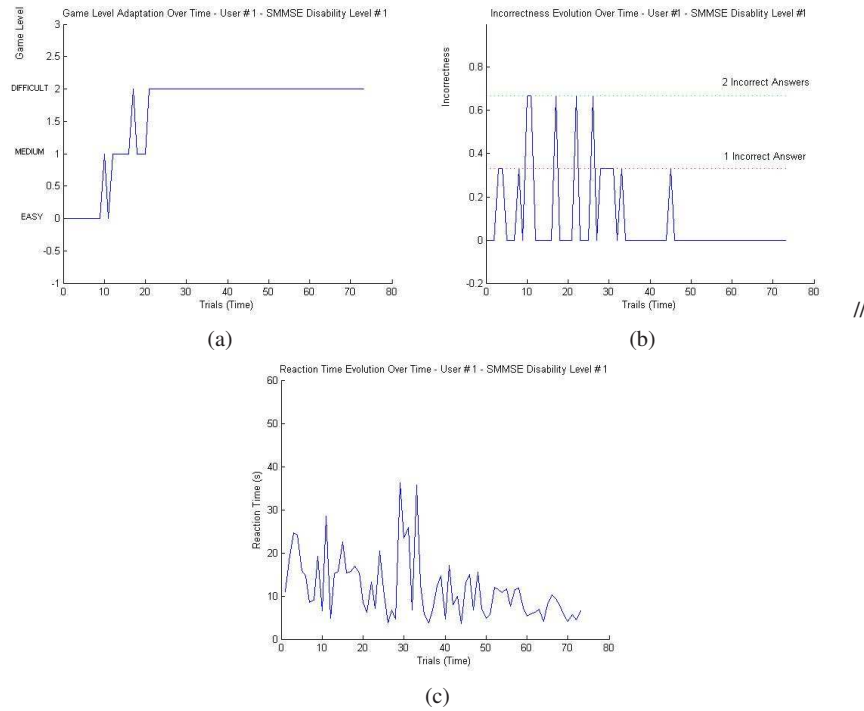 Game Level Adaptation Over Time - User #1 - SMMSE Disability Level #1
Game Level
3
2.5
DIFFICULT 2
1.5
MEDIUM 1
0.5
EASY 0
-0.5
-1
0 10 20 30 40 50 60 70 80
Trials (Time)
(a)
Incorrectness Evolution Over Time - User #1 - SMMSE Disability Level #1
Incorrectness
0.8
2 Incorrect Answers
0.6
0.4
1 Incorrect Answer
0.2
0
-0.2
0 10 20 30 40 50 60 70 80
Trails (Time)
(b)
//
Reaction Time Evolution Over Time - User #1 - SMMSE Disability Level #1
Reaction Time (s)
60
50
40
30
20
10
0
0 10 20 30 40 50 60 70 80
Trials (Time)
(c)